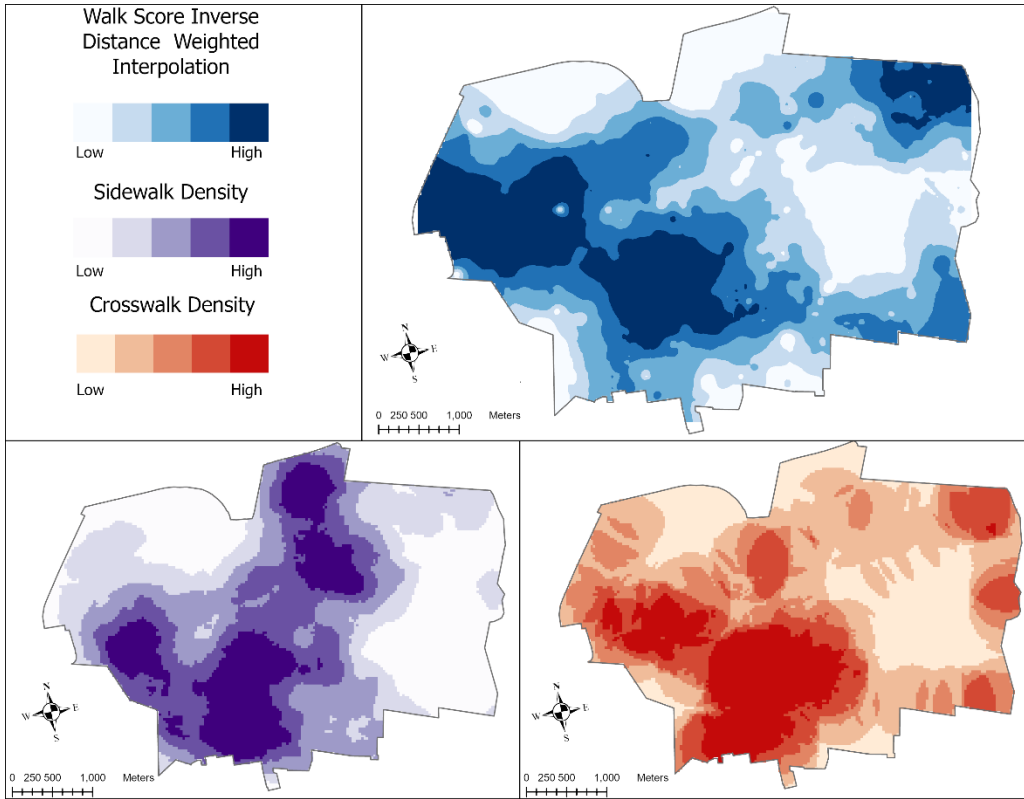 Walk Score Inverse
Distance Weighted
Interpolation
Low High
Sidewalk Density
Low High
Crosswalk Density
Low High
N
W E
S
0 250 500 1,000 Meters
N
W E
S
0 250 500 1,000 Meters
N
W E
S
0 250 500 1,000 Meters